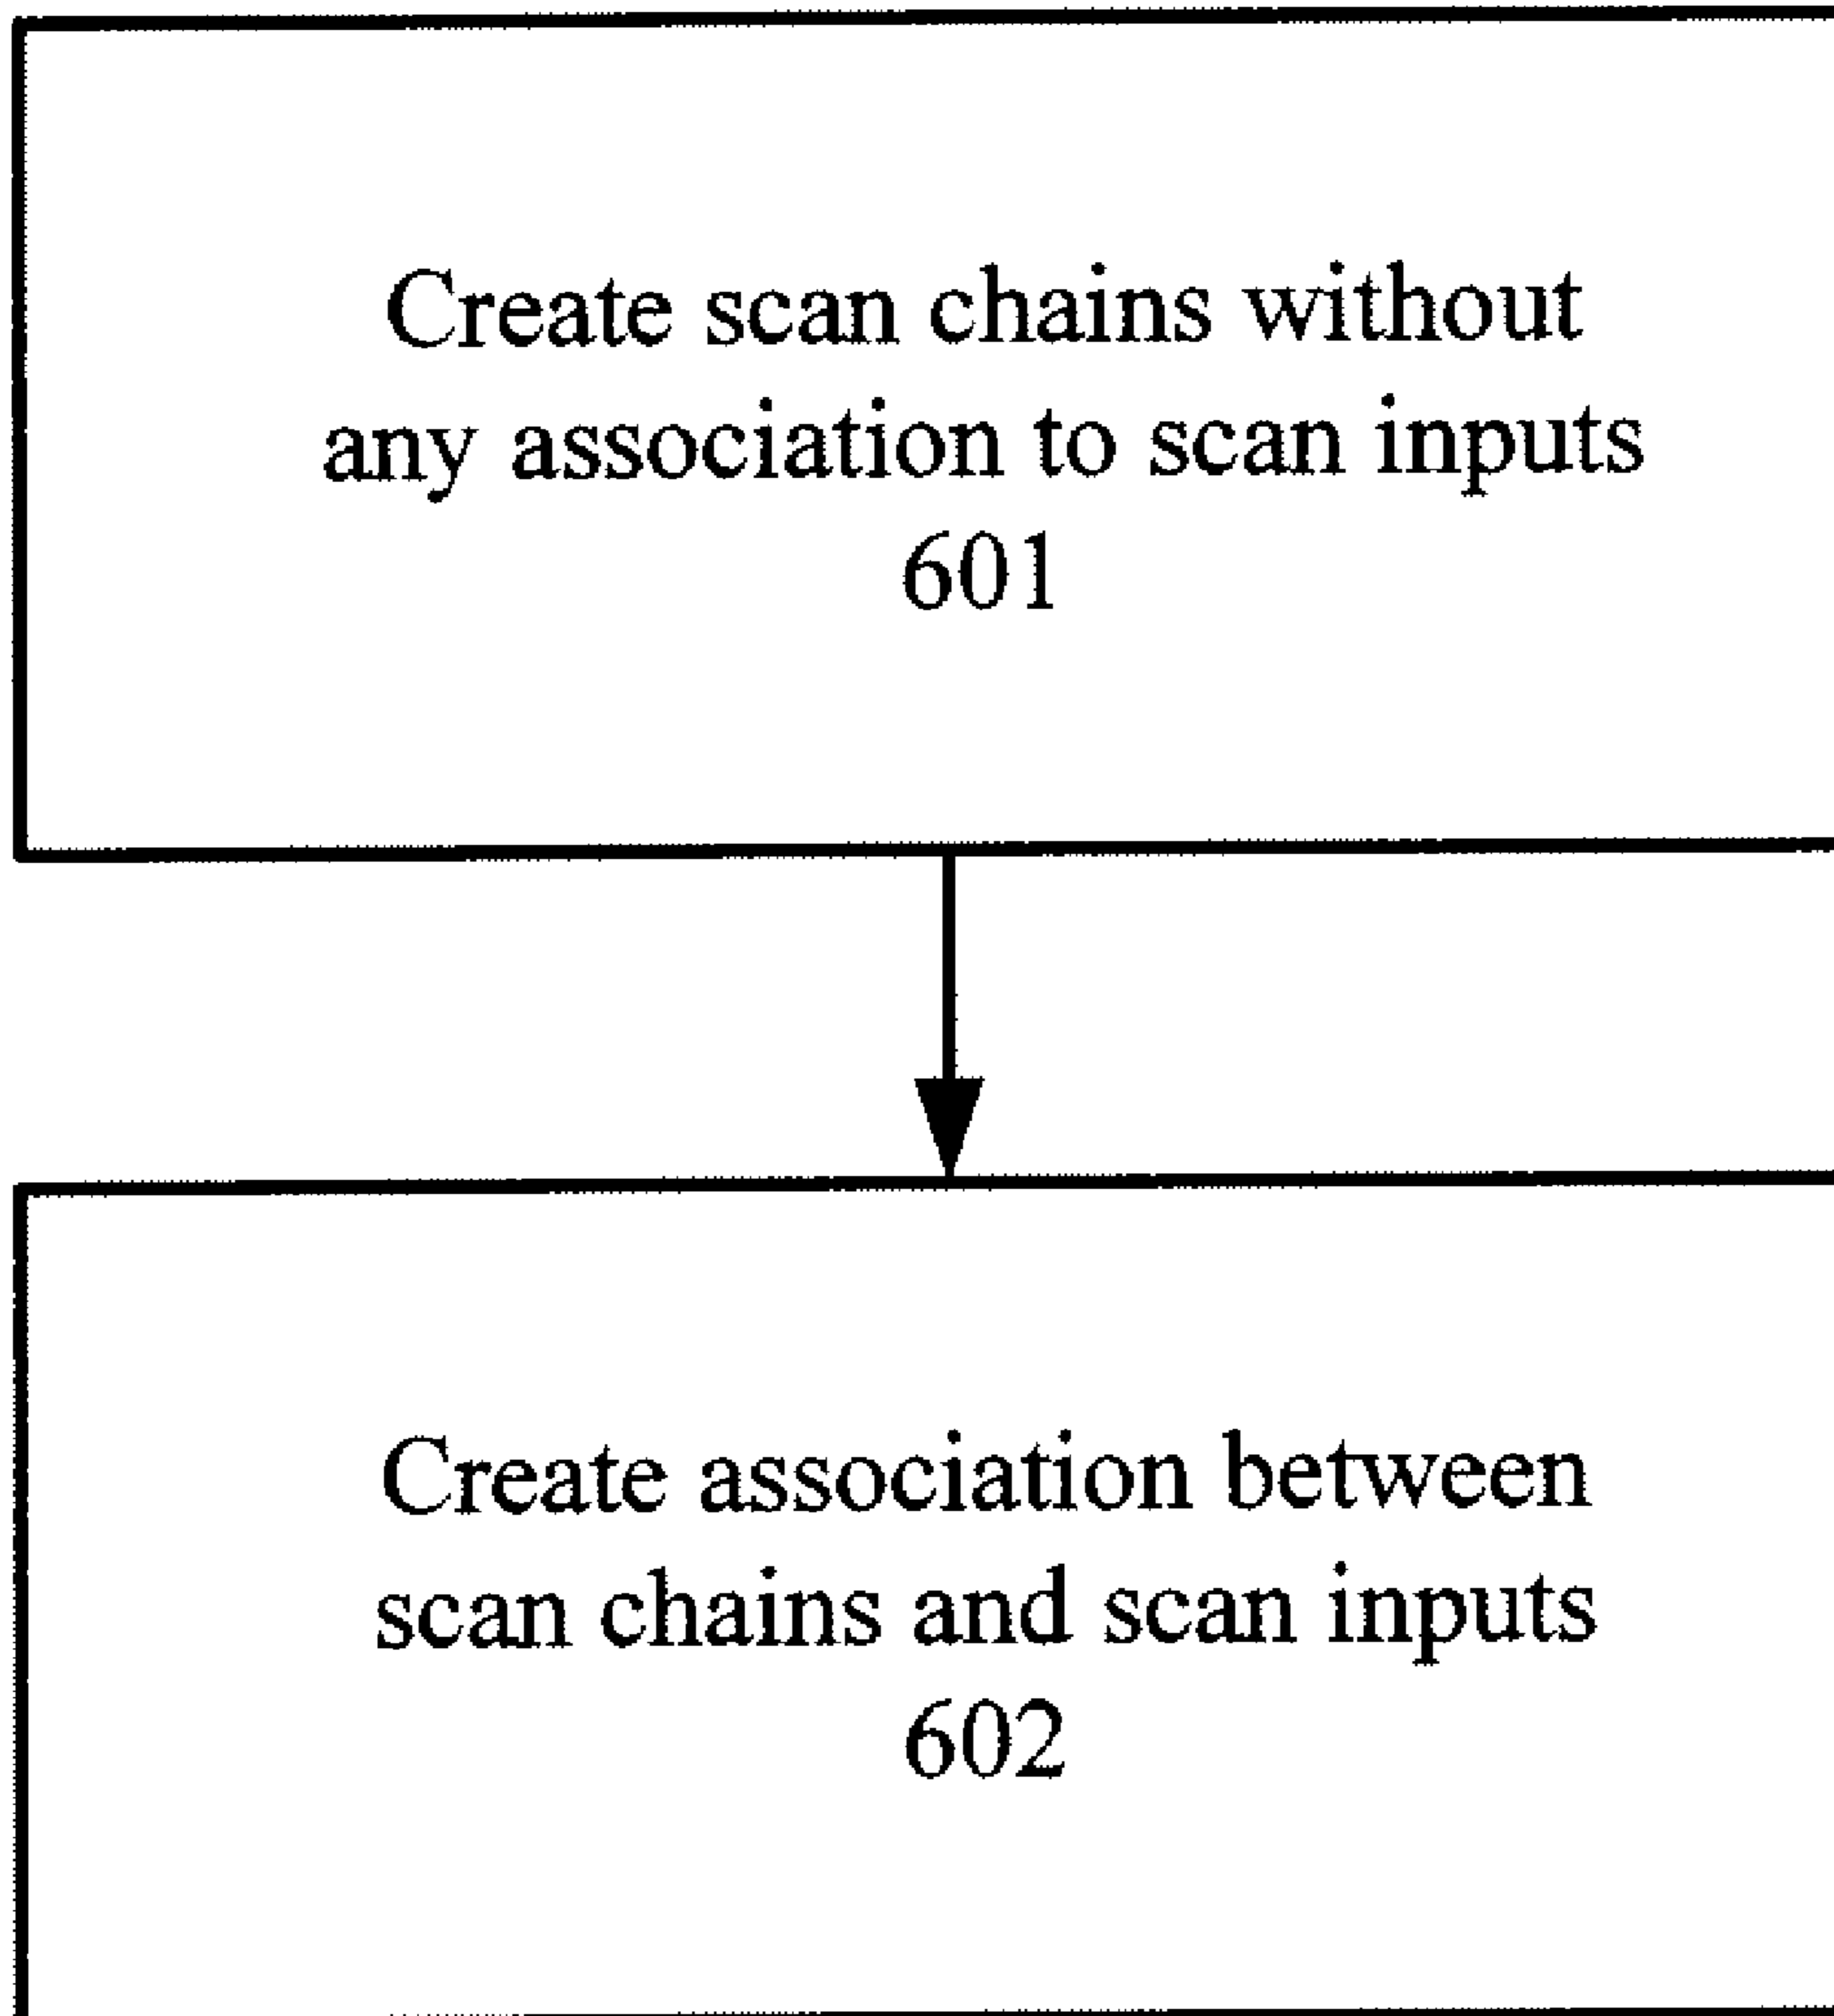 Create scan chains without
any association to scan inputs
601
Create association between
scan chains and scan inputs
602